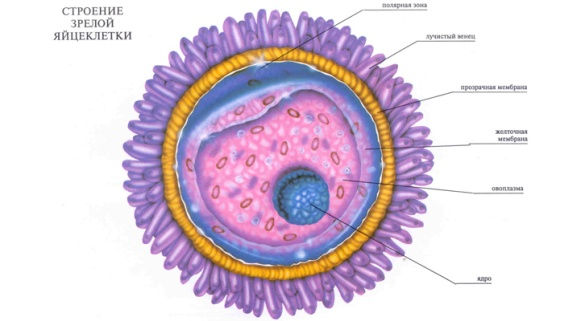 СТРОЕНИЕ
ЗРЕЛОЙ
ЯЙЦЕКЛЕТКИ
полярная зона
лучистый венец
прозрачная мембрана
желточная
мембрана
овоплазма
ядро